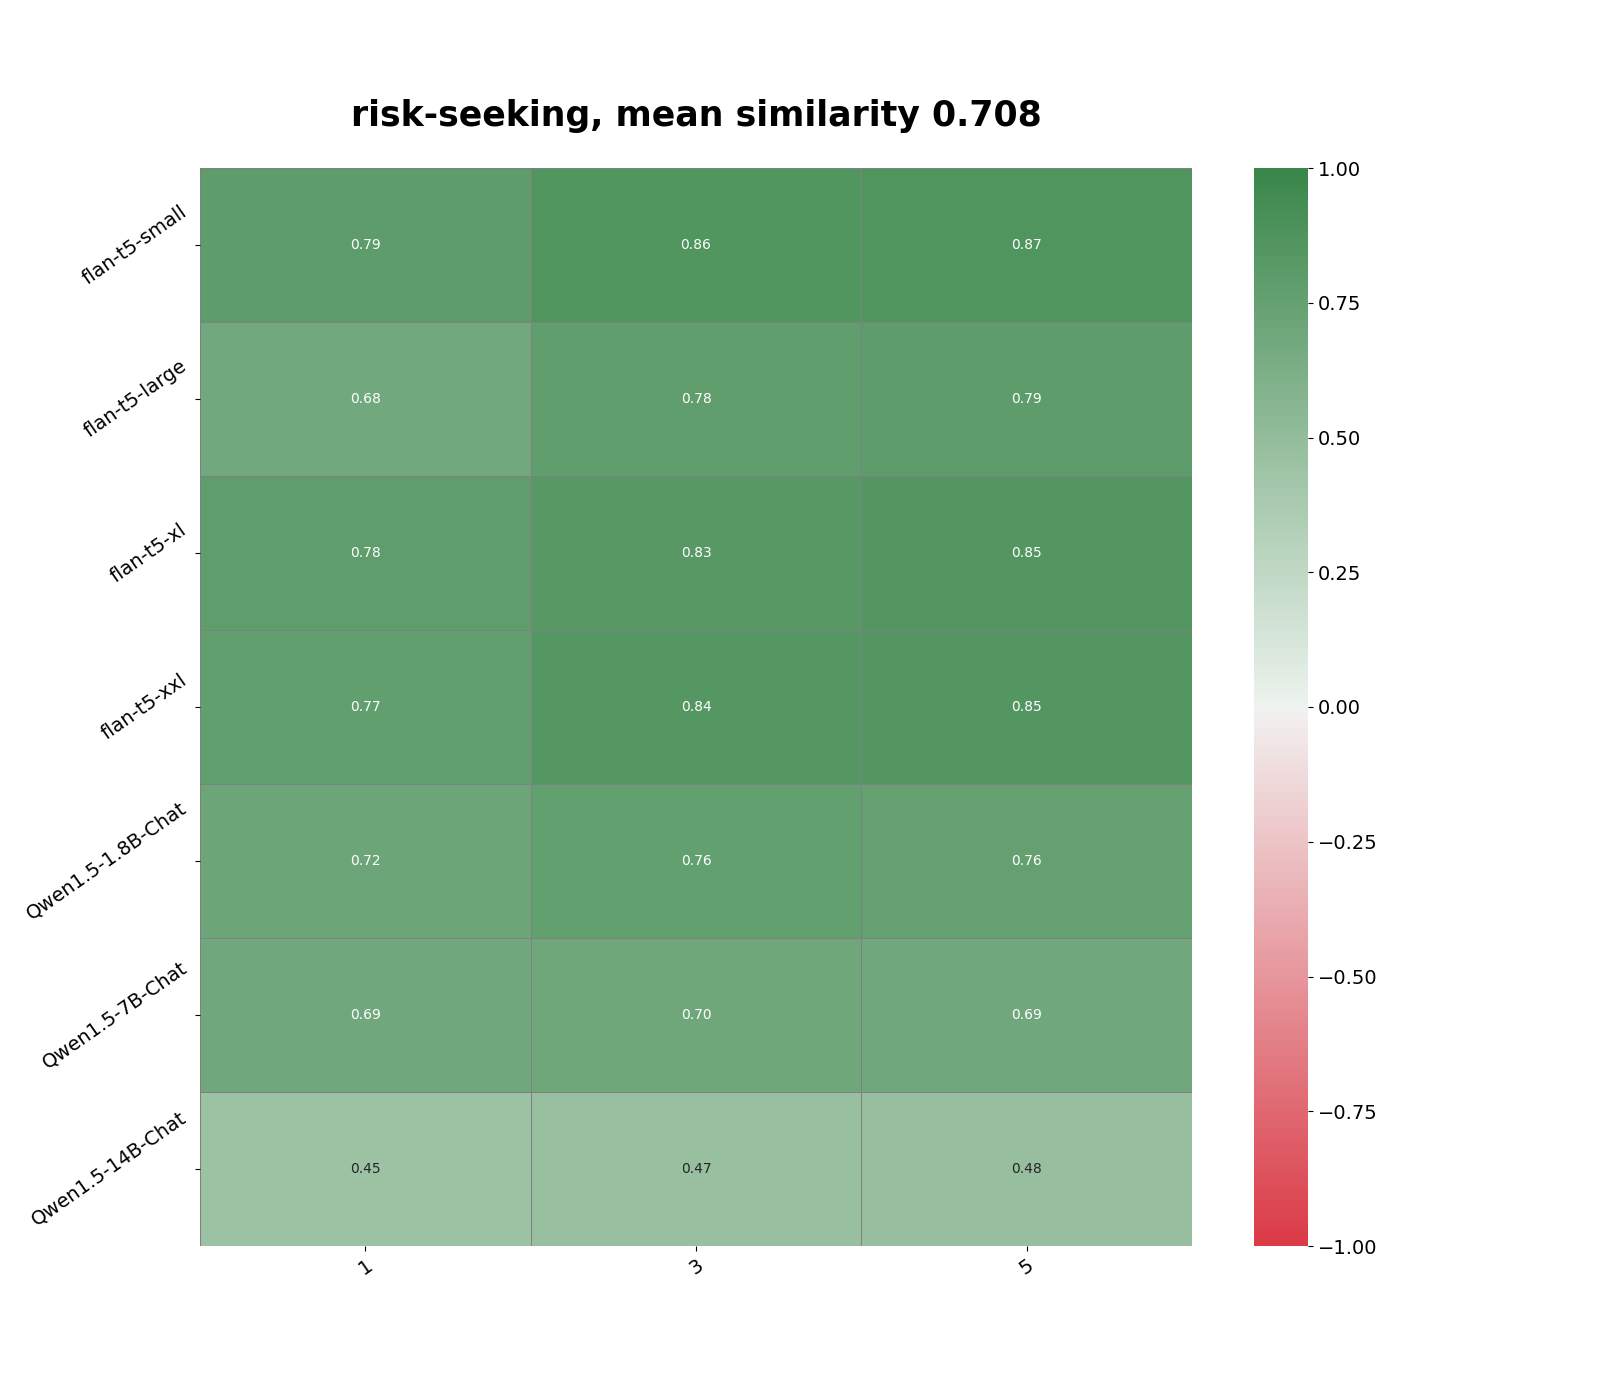 risk-seeking, mean similarity 0.708
flan-t5-small
0.79 0.86 0.87
flan-t5-large
0.68 0.78 0.79
flan-t5-xl
0.78 0.83 0.85
flan-t5-xxl
0.77 0.84 0.85
Qwen1.5-1.8B-Chat
0.72 0.76 0.76
Qwen1.5-7B-Chat
0.69 0.70 0.69
Qwen1.5-14B-Chat
0.45 0.47 0.48
1 3 5
1.00
0.75
0.50
0.25
0.00
−0.25
−0.50
−0.75
−1.00